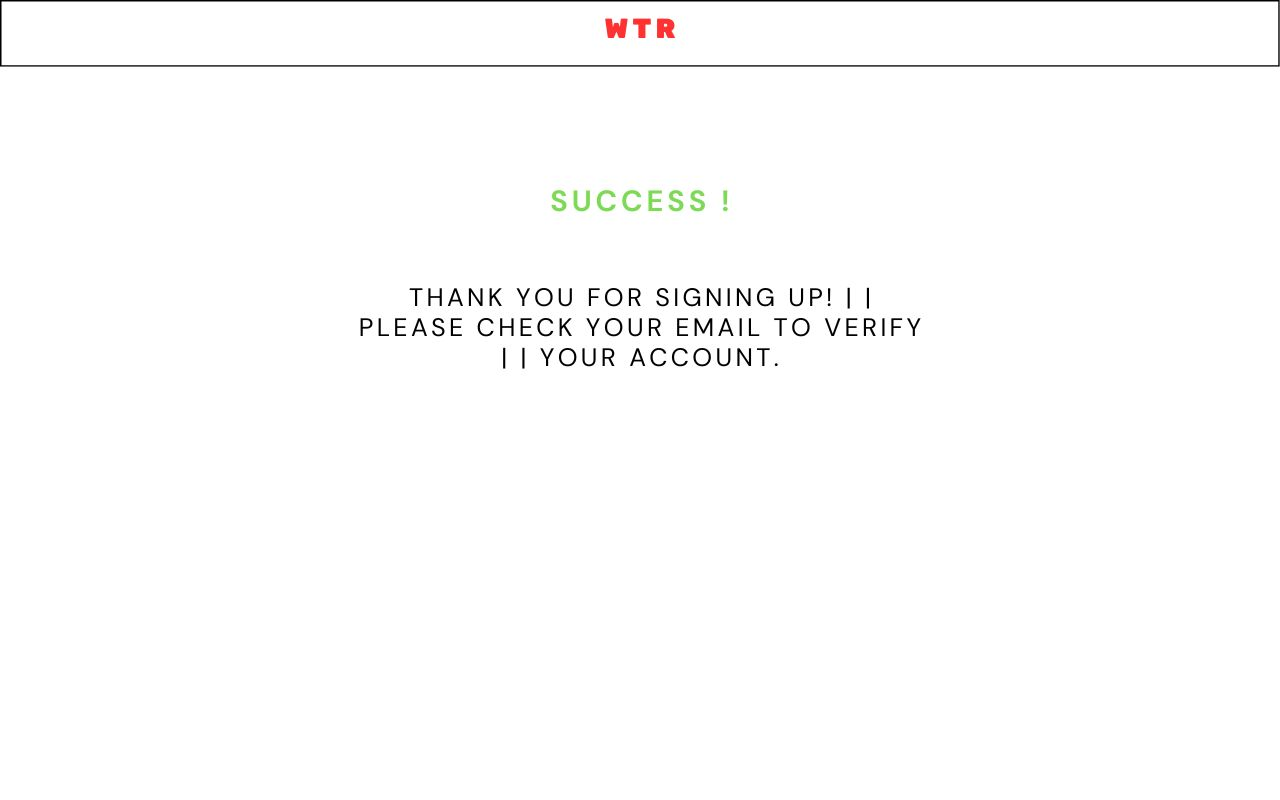 WTR
SUCCESS !
THANK YOU FOR SIGNING UP! | |
PLEASE CHECK YOUR EMAIL TO VERIFY
| | YOUR ACCOUNT.